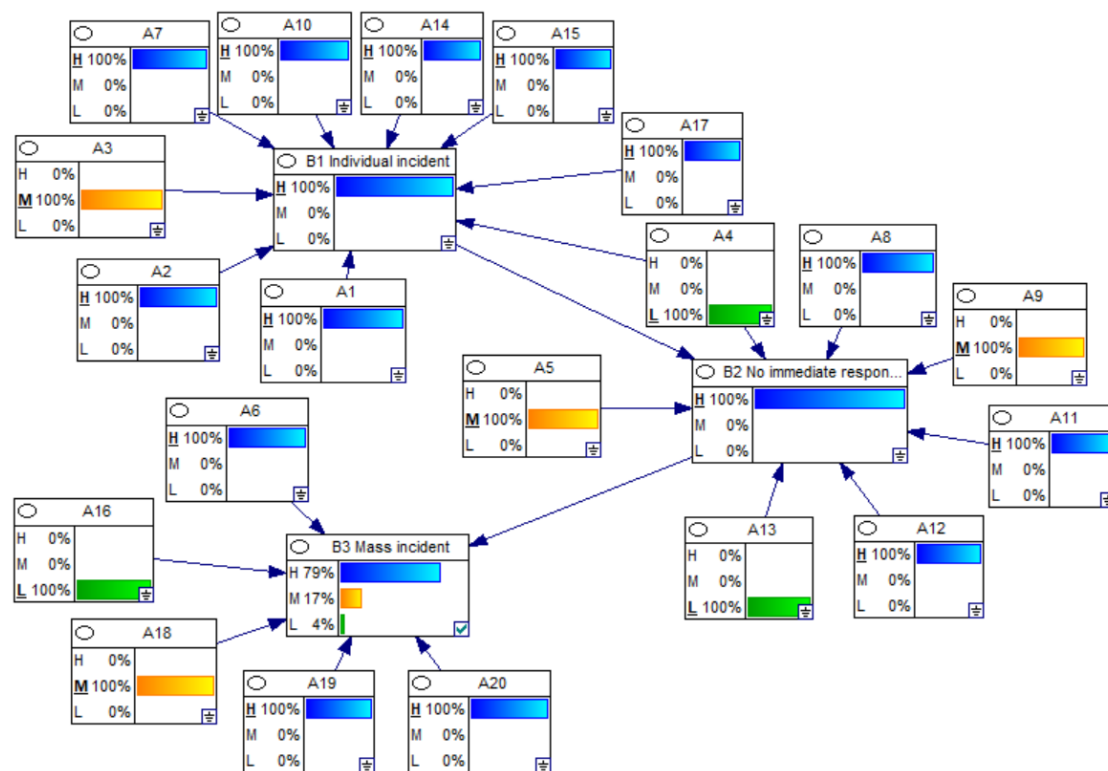 A7
H 100%
M 0%
L 0%
A10
H 100%
M 0%
L 0%
A14
H 100%
M 0%
L 0%
A15
H 100%
M 0%
L 0%
A17
H 100%
M 0%
L 0%
A3
H 0%
M 100%
L 0%
B1 Individual incident
H 100%
M 0%
L 0%
A2
H 100%
M 0%
L 0%
A1
H 100%
M 0%
L 0%
A4
H 0%
M 0%
L 100%
A8
H 100%
M 0%
L 0%
A9
H 0%
M 100%
L 0%
A5
H 0%
M 100%
L 0%
B2 No immediate respon...
H 100%
M 0%
L 0%
A6
H 100%
M 0%
L 0%
A11
H 100%
M 0%
L 0%
A16
H 0%
M 0%
L 100%
B3 Mass incident
H 79%
M 17%
L 4%
A13
H 0%
M 0%
L 100%
A12
H 100%
M 0%
L 0%
A18
H 0%
M 100%
L 0%
A19
H 100%
M 0%
L 0%
A20
H 100%
M 0%
L 0%